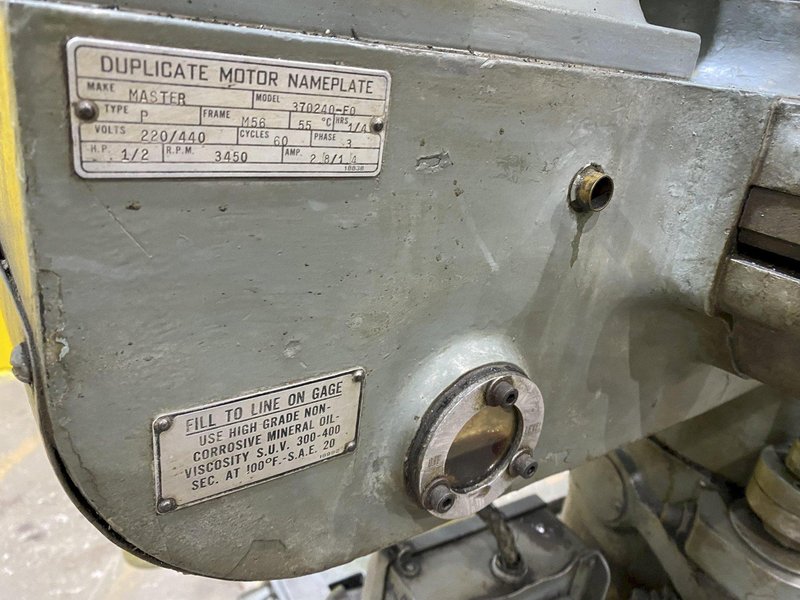 DUPLICATE MOTOR NAMEPLATE
MAKE MASTER MODEL 370240-E0
TYPE P FRAME M56 55 °C HRS 1/4
VOLTS 220/440 CYCLES 60 PHASE 3
H.P. 1/2 R.P.M. 3450 AMP. 2.8/1.4
FILL TO LINE ON GAGE
USE HIGH GRADE NON-
CORROSIVE MINERAL OIL-
VISCOSITY S.U.V. 300-400
SEC. AT 100°F.-S.A.E. 20